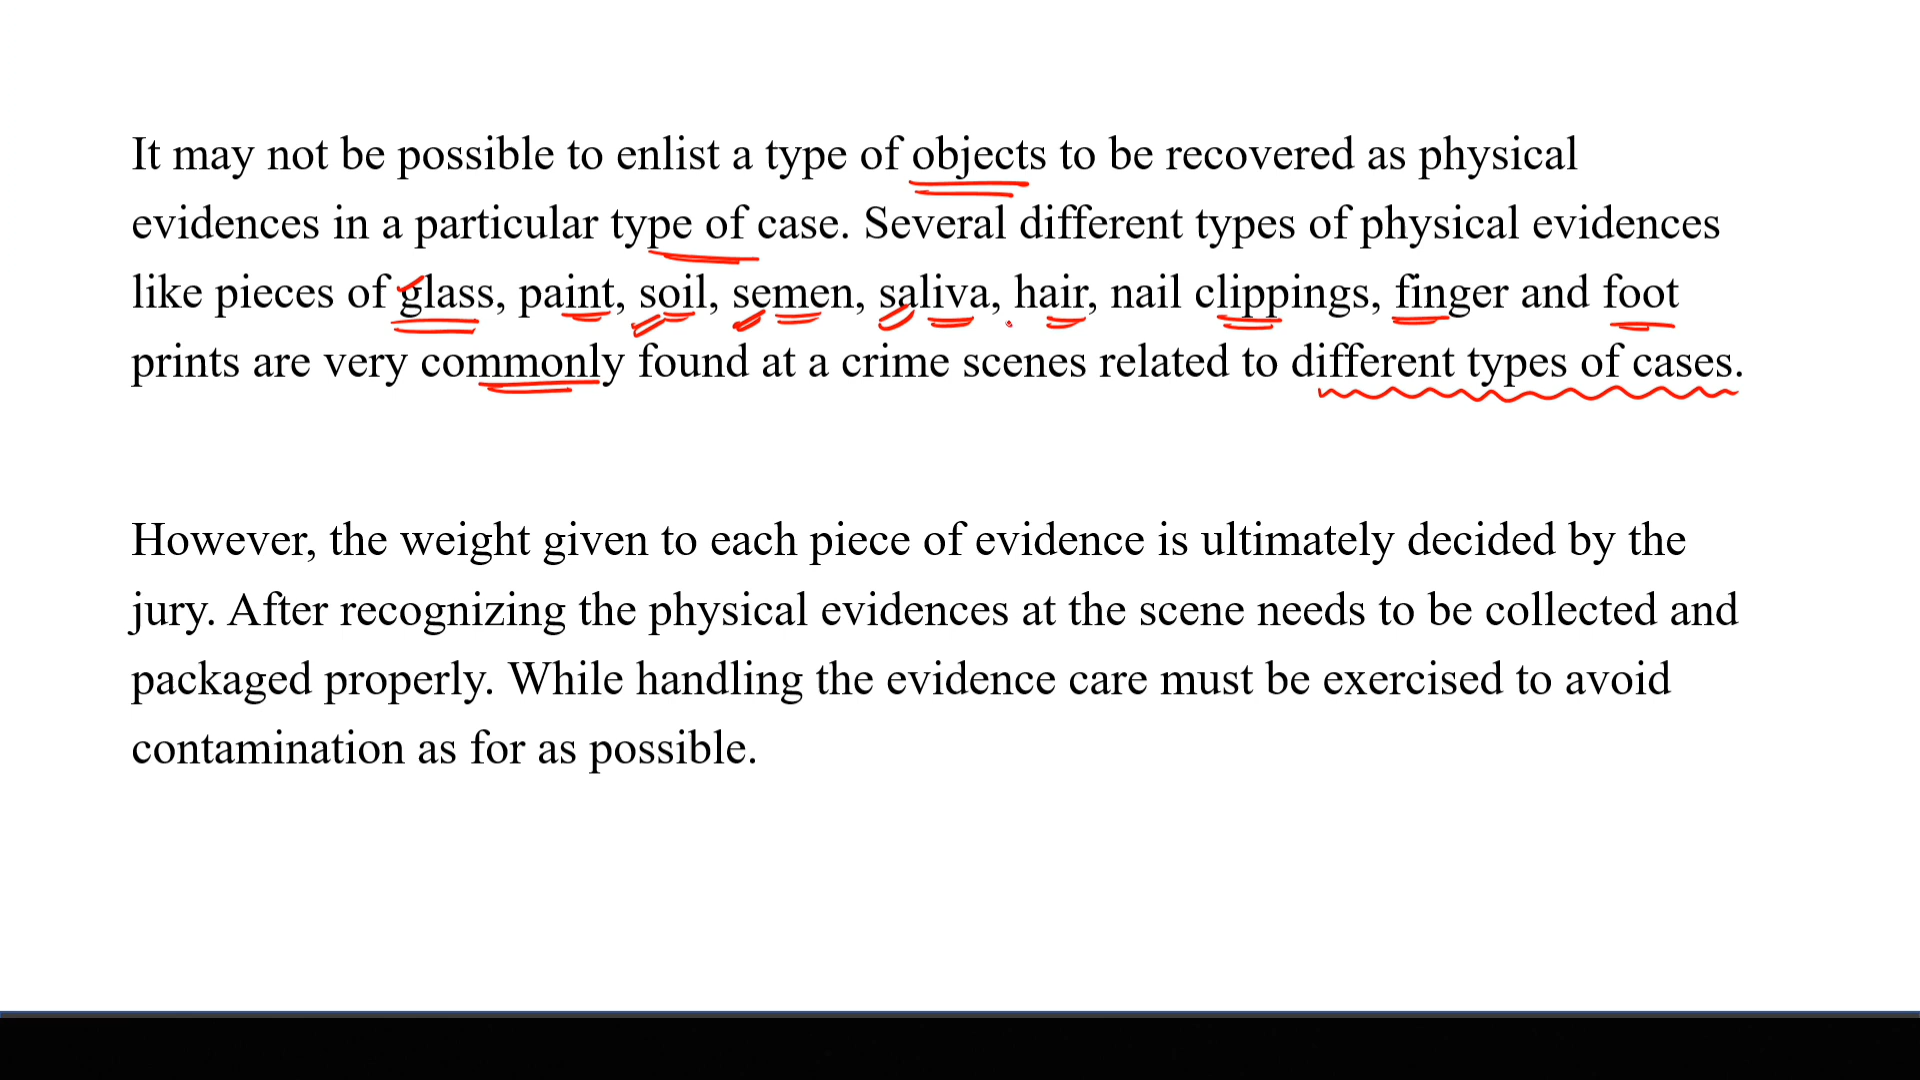 It may not be possible to enlist a type of objects to be recovered as physical
evidences in a particular type of case. Several different types of physical evidences
like pieces of glass, paint, soil, semen, saliva, hair, nail clippings, finger and foot
prints are very commonly found at a crime scenes related to different types of cases.
However, the weight given to each piece of evidence is ultimately decided by the
jury. After recognizing the physical evidences at the scene needs to be collected and
packaged properly. While handling the evidence care must be exercised to avoid
contamination as for as possible.